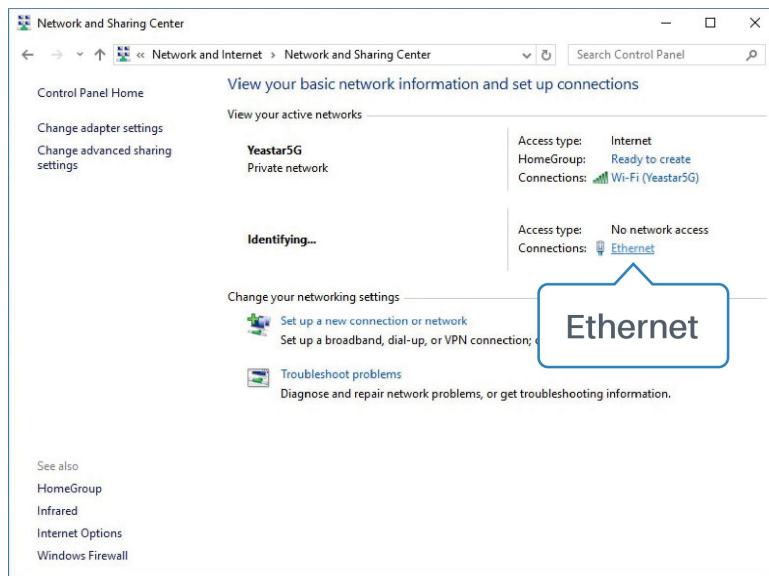 Network and Sharing Center
« Network and Internet › Network and Sharing Center
Search Control Panel
Control Panel Home
Change adapter settings
Change advanced sharing
settings
View your basic network information and set up connections
View your active networks
Yeastar5G
Private network
Access type: Internet
HomeGroup: Ready to create
Connections: Wi-Fi (Yeastar5G)
Identifying...
Access type: No network access
Connections: Ethernet
Ethernet
Change your networking settings
Set up a new connection or network
Set up a broadband, dial-up, or VPN connection;
Troubleshoot problems
Diagnose and repair network problems, or get troubleshooting information.
See also
HomeGroup
Infrared
Internet Options
Windows Firewall